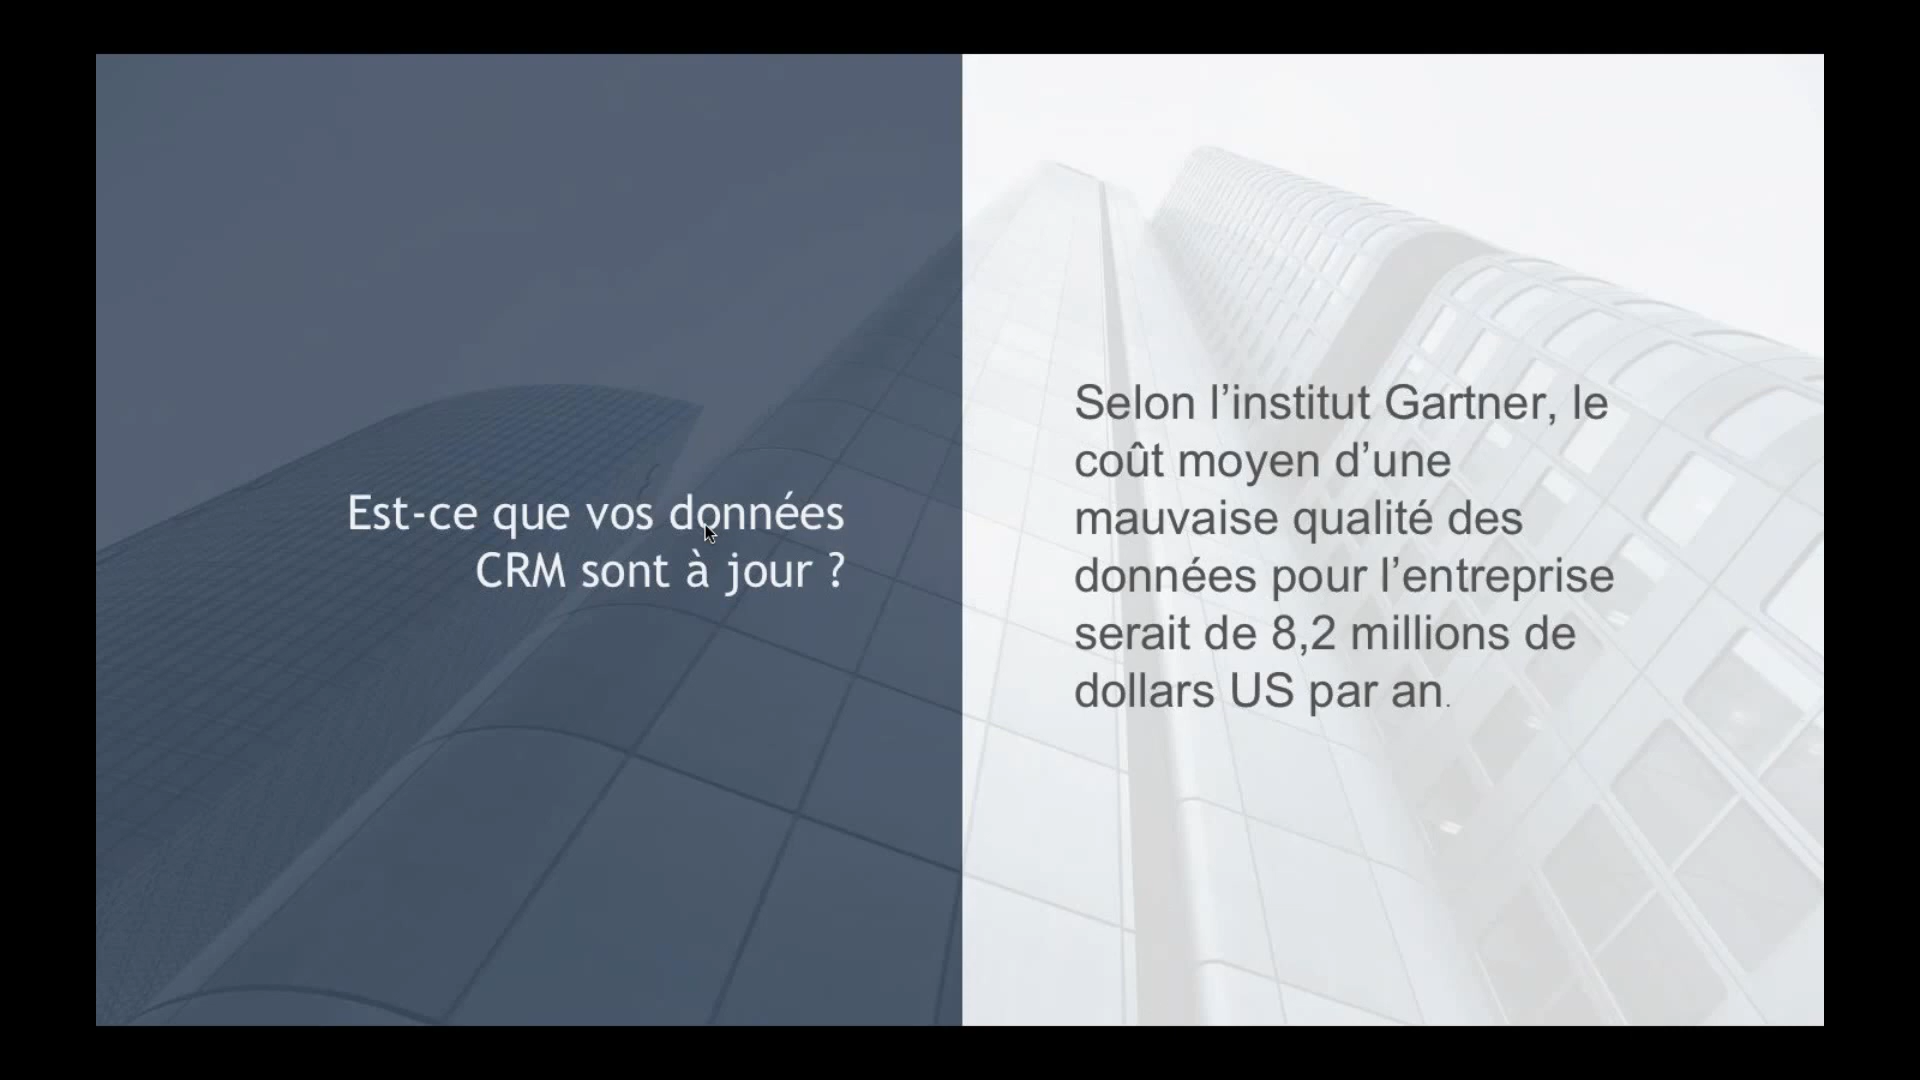 Est-ce que vos données
CRM sont à jour ?
Selon l’institut Gartner, le
coût moyen d’une
mauvaise qualité des
données pour l’entreprise
serait de 8,2 millions de
dollars US par an.